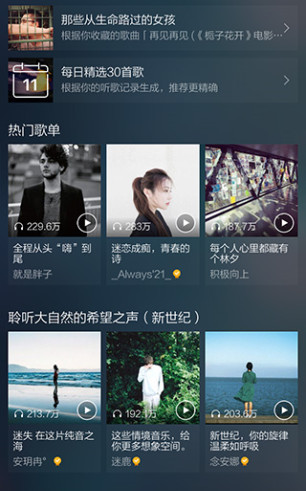 那些从生命路过的女孩
根据你收藏的歌曲「再见再见(《栀子花开》电影…
11
每日精选30首歌
根据你的听歌记录生成,推荐更精确
热门歌单
229.6万
283万
187.7万
全程从头“嗨”到
尾
迷恋成痴,青春的
诗
每个人心里都藏有
个林夕
就是胖子
_Always'21_
积极向上
聆听大自然的希望之声(新世纪)
213.7万
192.1万
203.6万
迷失 在这片纯音之
海
这些情境音乐,给
你更多想象空间。
新世纪,你的旋律
温柔如呼吸
安玥冉°
迷鹿
念安娜